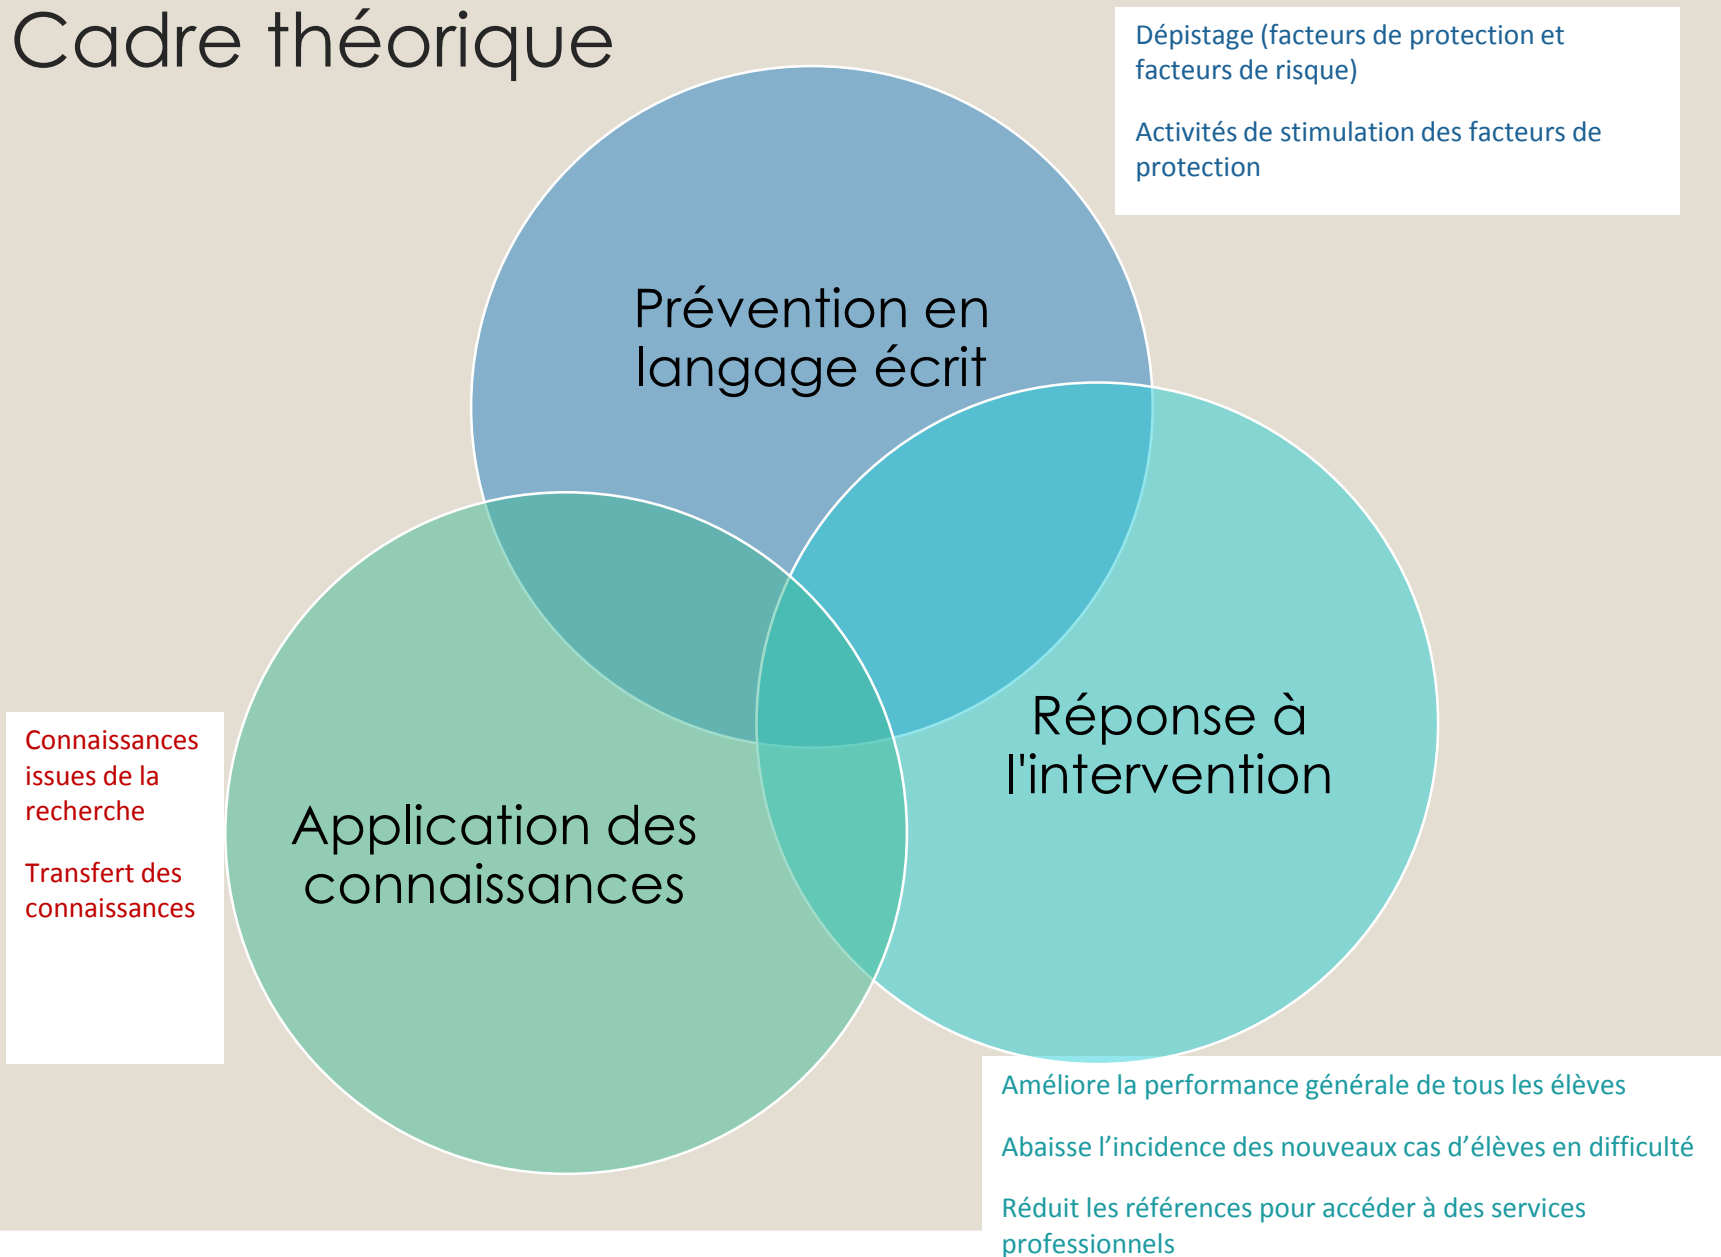 Cadre théorique
Dépistage (facteurs de protection et
facteurs de risque)
Activités de stimulation des facteurs de
protection
Prévention en
langage écrit
Réponse à
l'intervention
Connaissances
issues de la
recherche
Transfert des
connaissances
Application des
connaissances
Améliore la performance générale de tous les élèves
Abaisse l’incidence des nouveaux cas d’élèves en difficulté
Réduit les références pour accéder à des services
professionnels